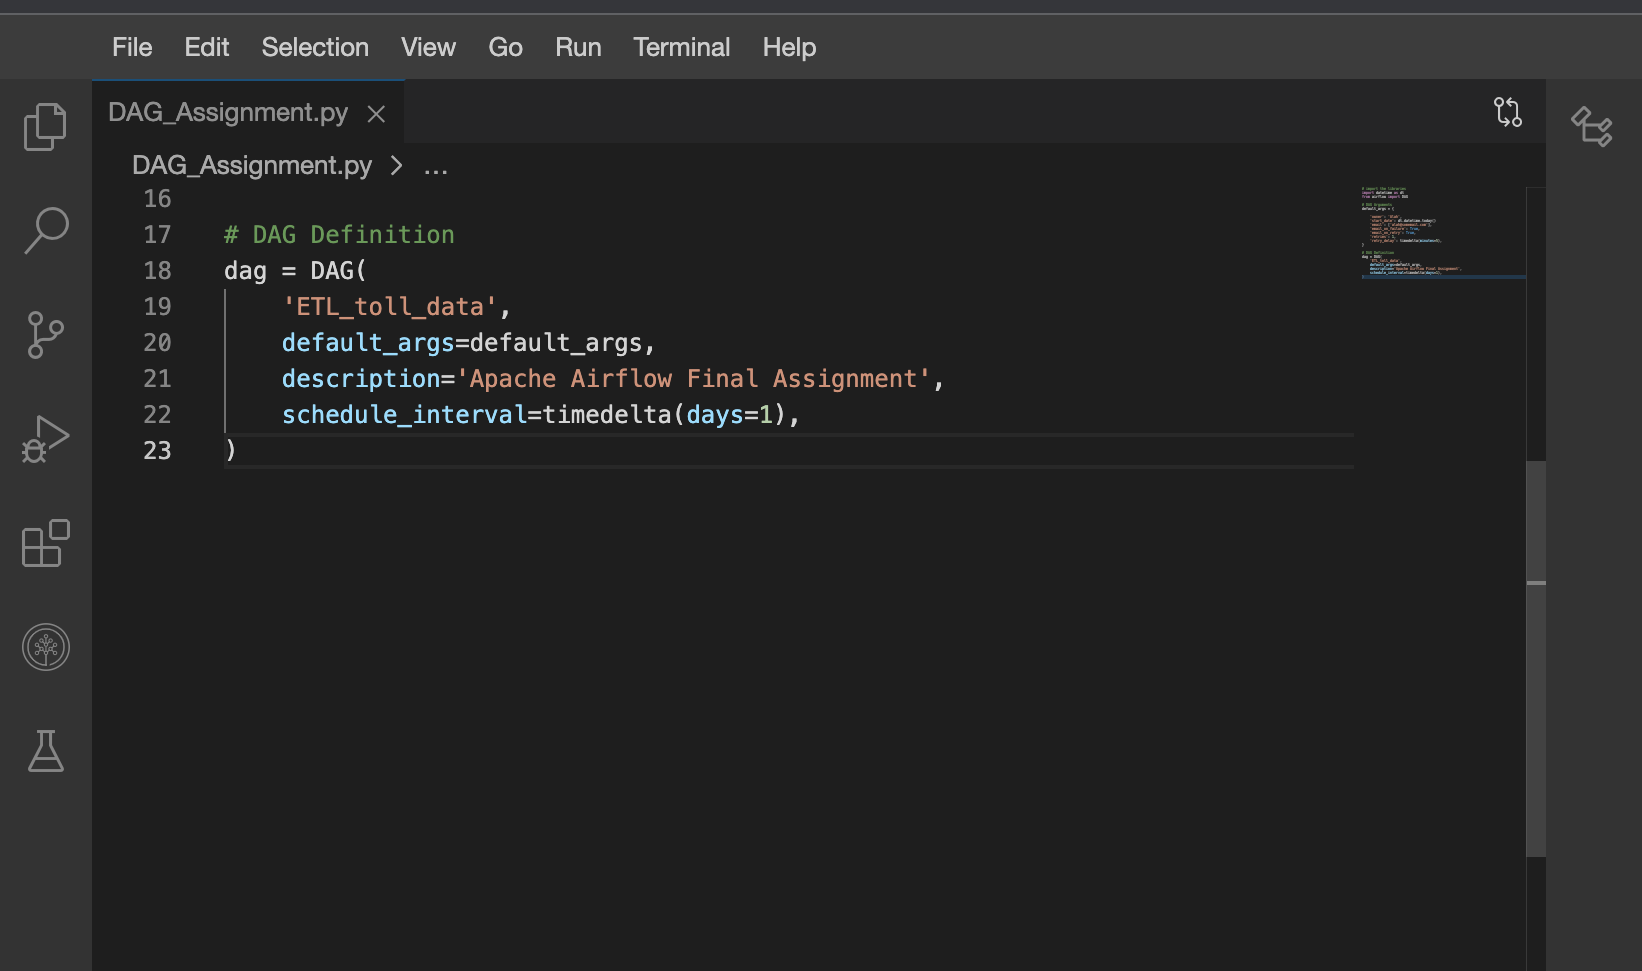 File Edit Selection View Go Run Terminal Help
DAG_Assignment.py
DAG_Assignment.py > ...
16
17 # DAG Definition
18 dag = DAG(
19 'ETL_toll_data',
20 default_args=default_args,
21 description='Apache Airflow Final Assignment',
22 schedule_interval=timedelta(days=1),
23 )